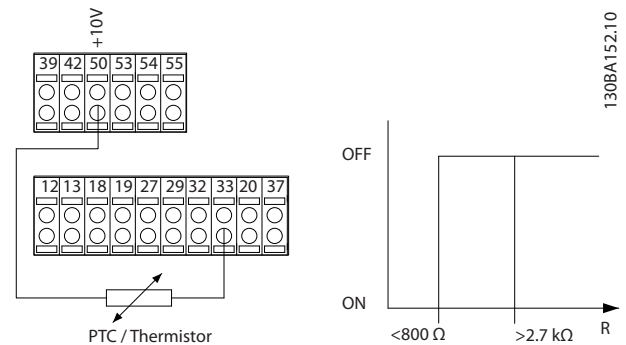 +10V
39 42 50 53 54 55
12 13 18 19 27 29 32 33 20 37
PTC / Thermistor
OFF
ON
<800 Ω >2.7 kΩ R
130BA152.10